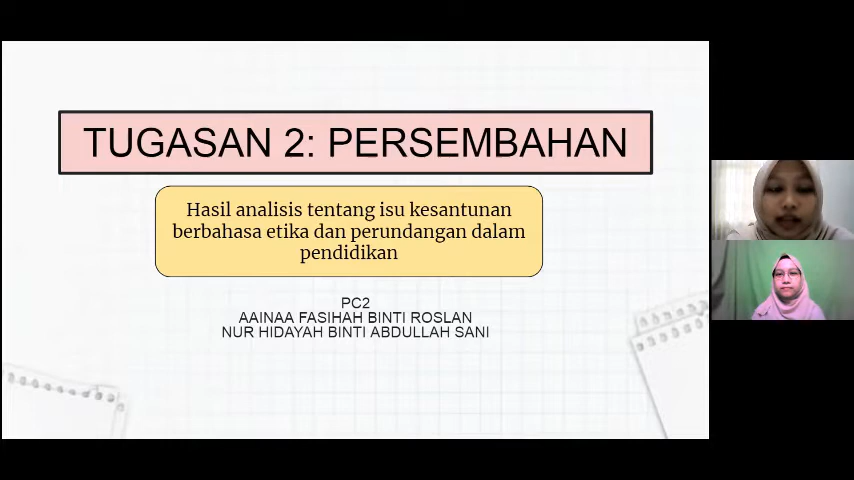 TUGASAN 2: PERSEMBAHAN
Hasil analisis tentang isu kesantunan
berbahasa etika dan perundangan dalam
pendidikan
PC2
AAINAA FASIHAH BINTI ROSLAN
NUR HIDAYAH BINTI ABDULLAH SANI